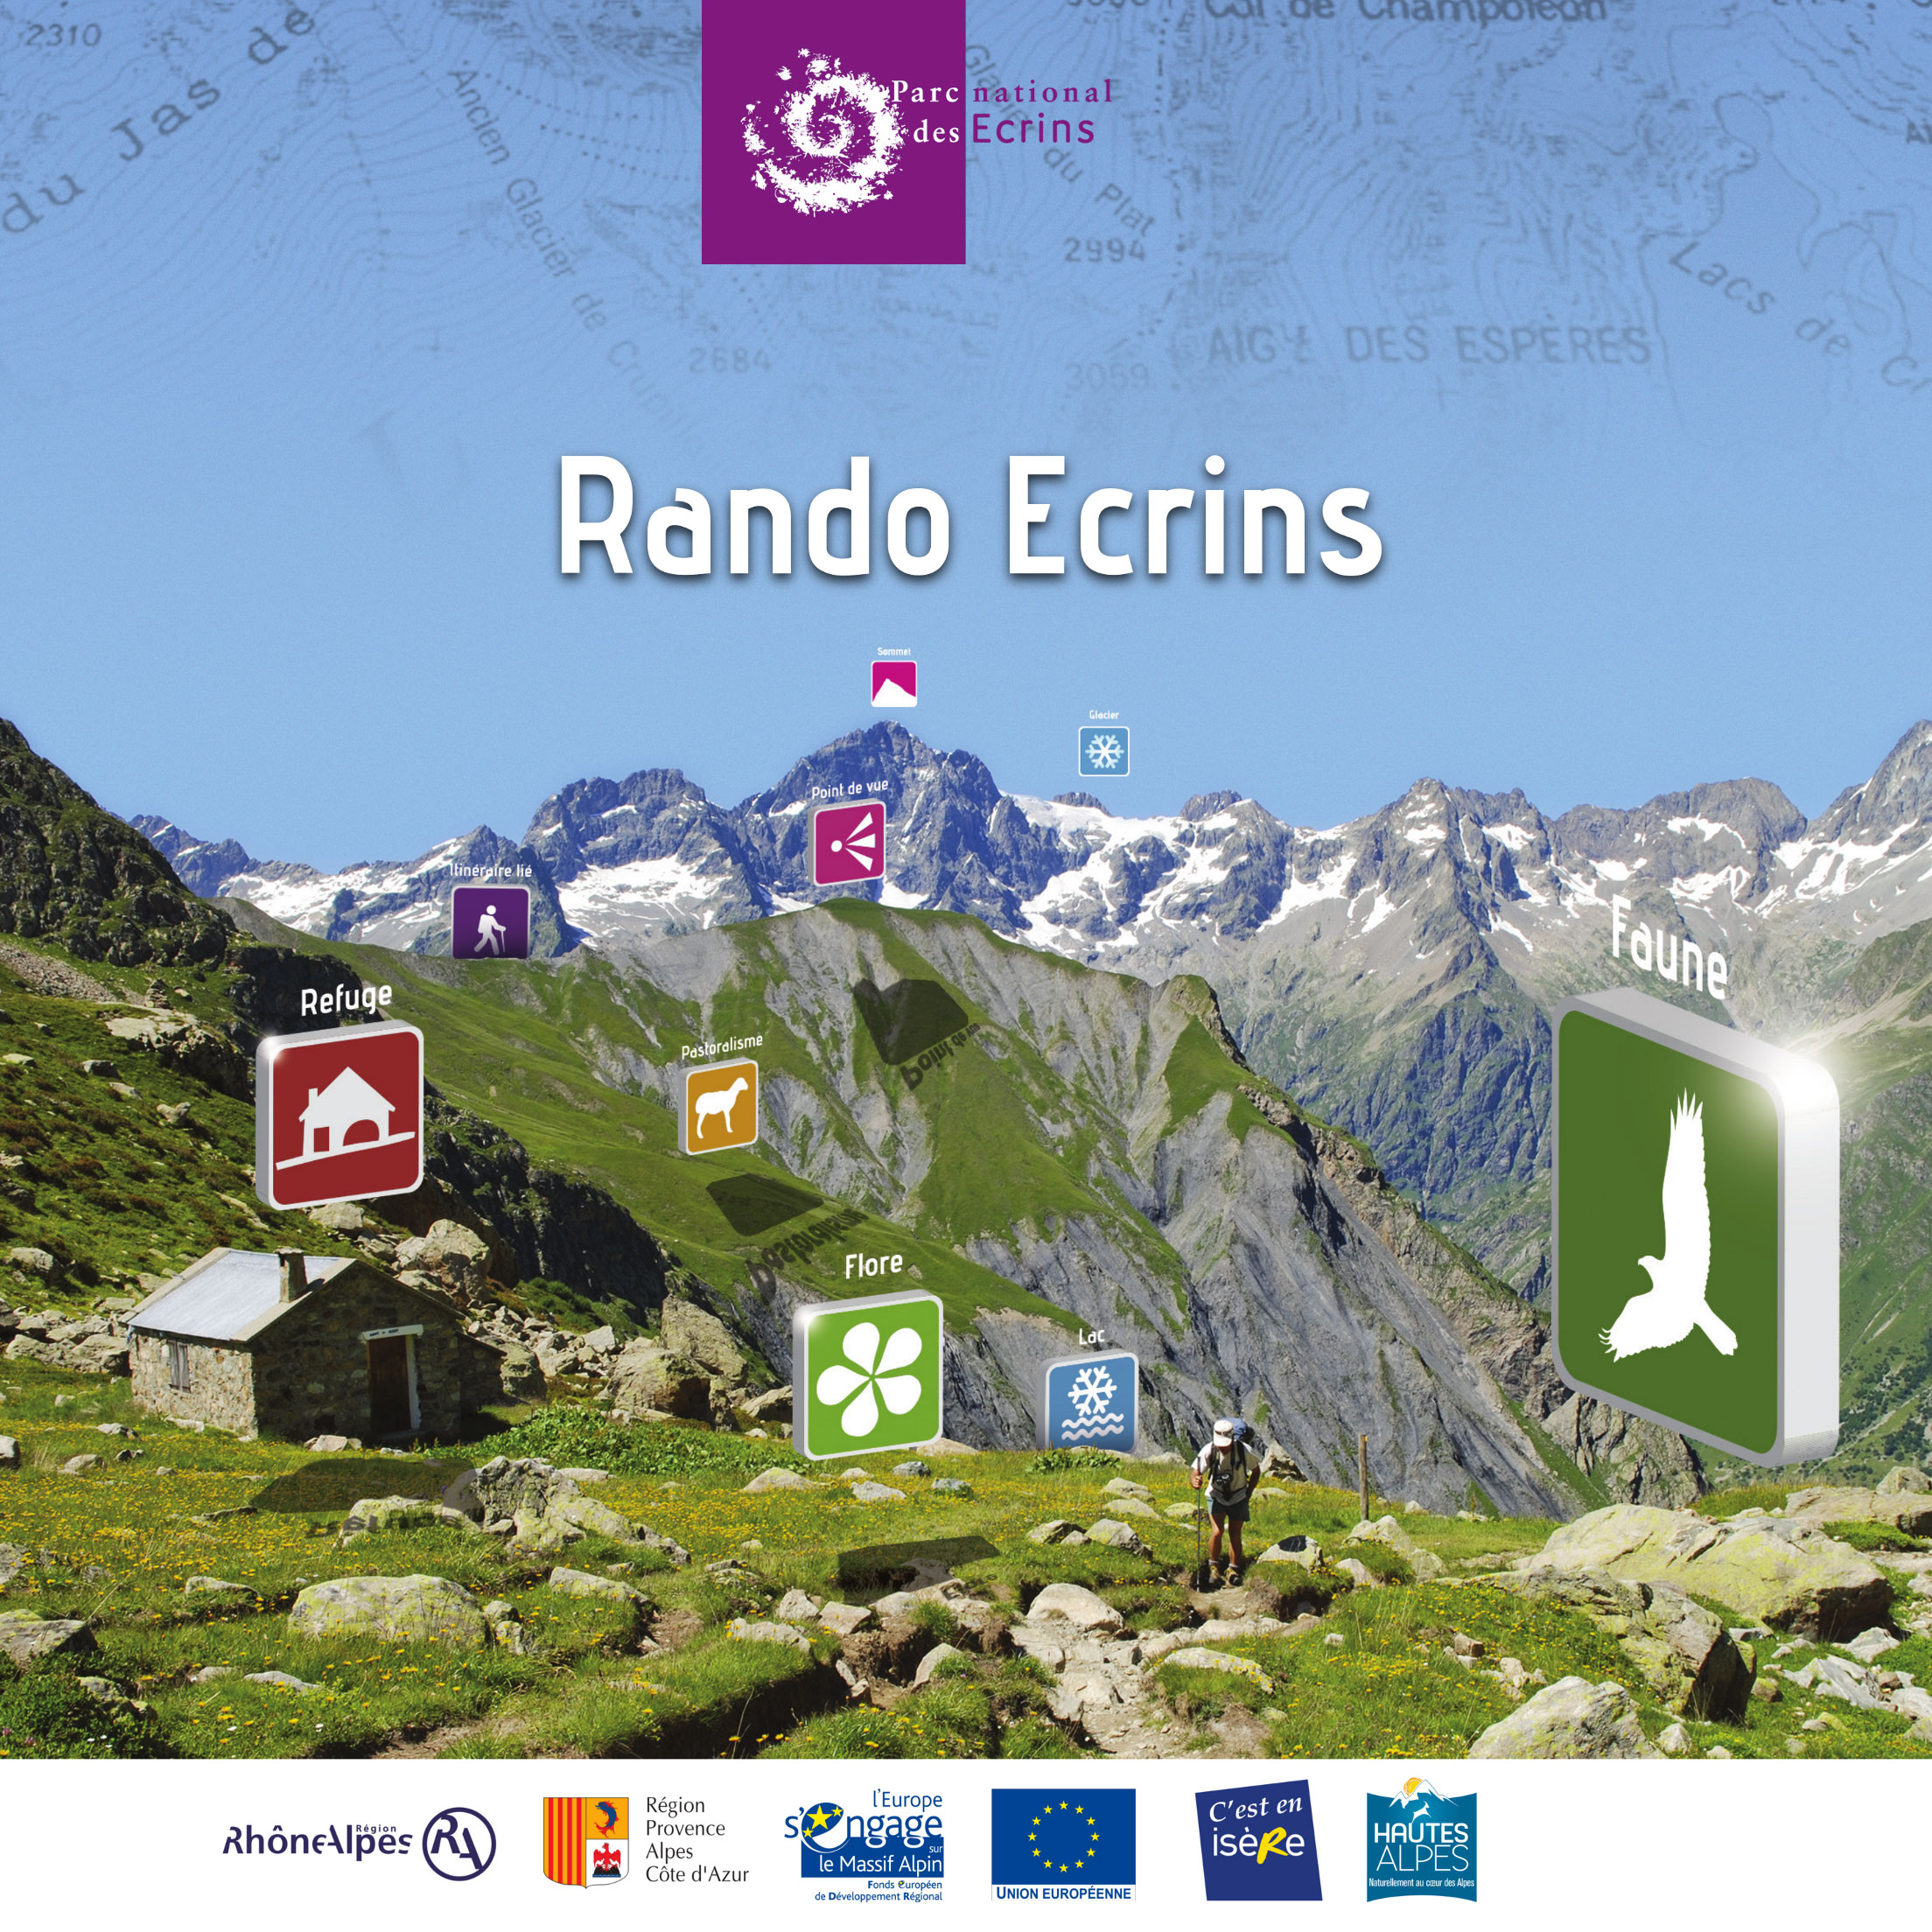 Col de Champoléon
2310
du Jas de
Ancien Glacier de
du Plat
2994
Lacs de
AIGᵉ DES ESPÈRES
2684
3059
Parc national
des Ecrins
Rando Ecrins
Sommet
Glacier
Point de vue
Itinéraire lié
Faune
Refuge
Pastoralisme
Flore
Lac
RhôneAlpes Région
RA
Région
Provence
Alpes
Côte d'Azur
l'Europe
s'engage
sur
le Massif Alpin
Fonds européen
de Développement Régional
UNION EUROPÉENNE
C'est en
isèRe
HAUTES
ALPES
Naturellement au cœur des Alpes